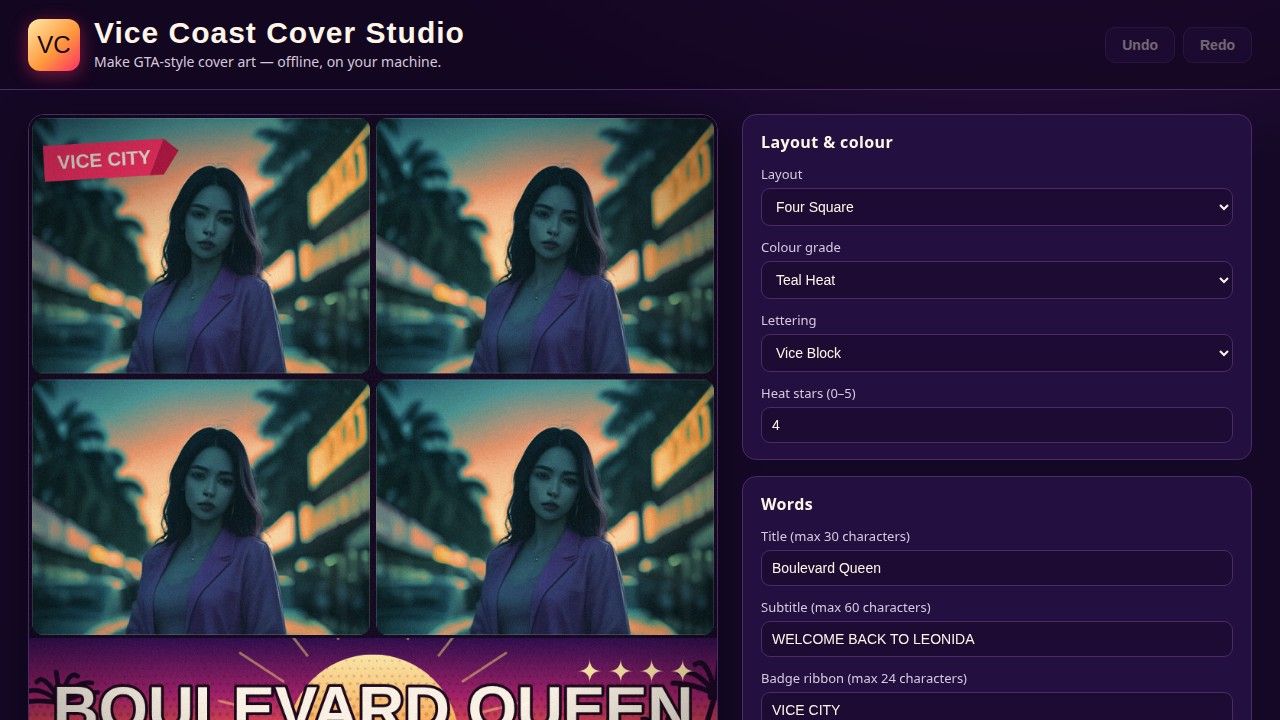 VC
Vice Coast Cover Studio
Make GTA-style cover art — offline, on your machine.
Undo
Redo
VICE CITY
BOULEVARD QUEEN
Layout & colour
Layout
Four Square
Colour grade
Teal Heat
Lettering
Vice Block
Heat stars (0–5)
4
Words
Title (max 30 characters)
Boulevard Queen
Subtitle (max 60 characters)
WELCOME BACK TO LEONIDA
Badge ribbon (max 24 characters)
VICE CITY